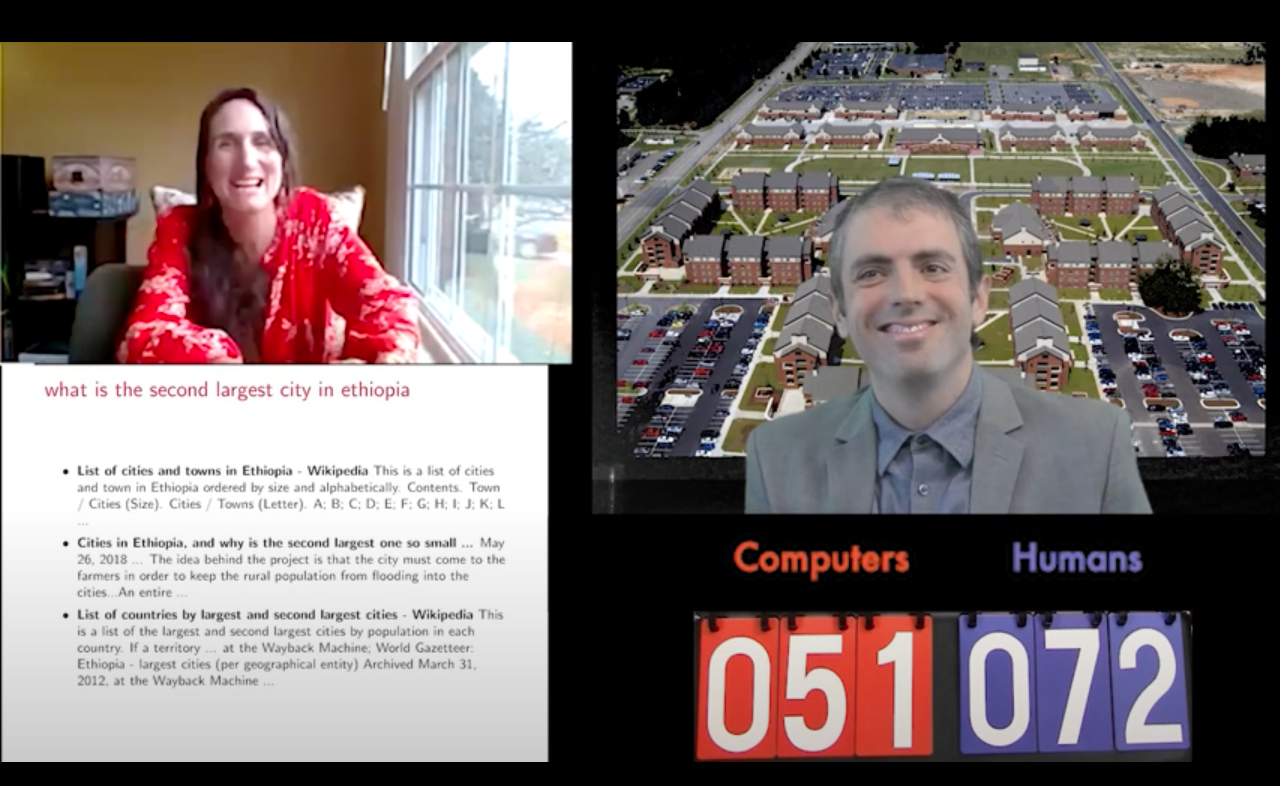 what is the second largest city in ethiopia
• List of cities and towns in Ethiopia - Wikipedia This is a list of cities
and town in Ethiopia ordered by size and alphabetically. Contents. Town
/ Cities (Size). Cities / Towns (Letter). A; B; C; D; E; F; G; H; I; J; K; L
...
• Cities in Ethiopia, and why is the second largest one so small ... May
26, 2018 ... The idea behind the project is that the city must come to the
farmers in order to keep the rural population from flooding into the
cities...An entire ...
• List of countries by largest and second largest cities - Wikipedia This
is a list of the largest and second largest cities by population in each
country. If a territory ... at the Wayback Machine; World Gazetteer:
Ethiopia - largest cities (per geographical entity) Archived March 31,
2012, at the Wayback Machine ...
Computers Humans
051 072